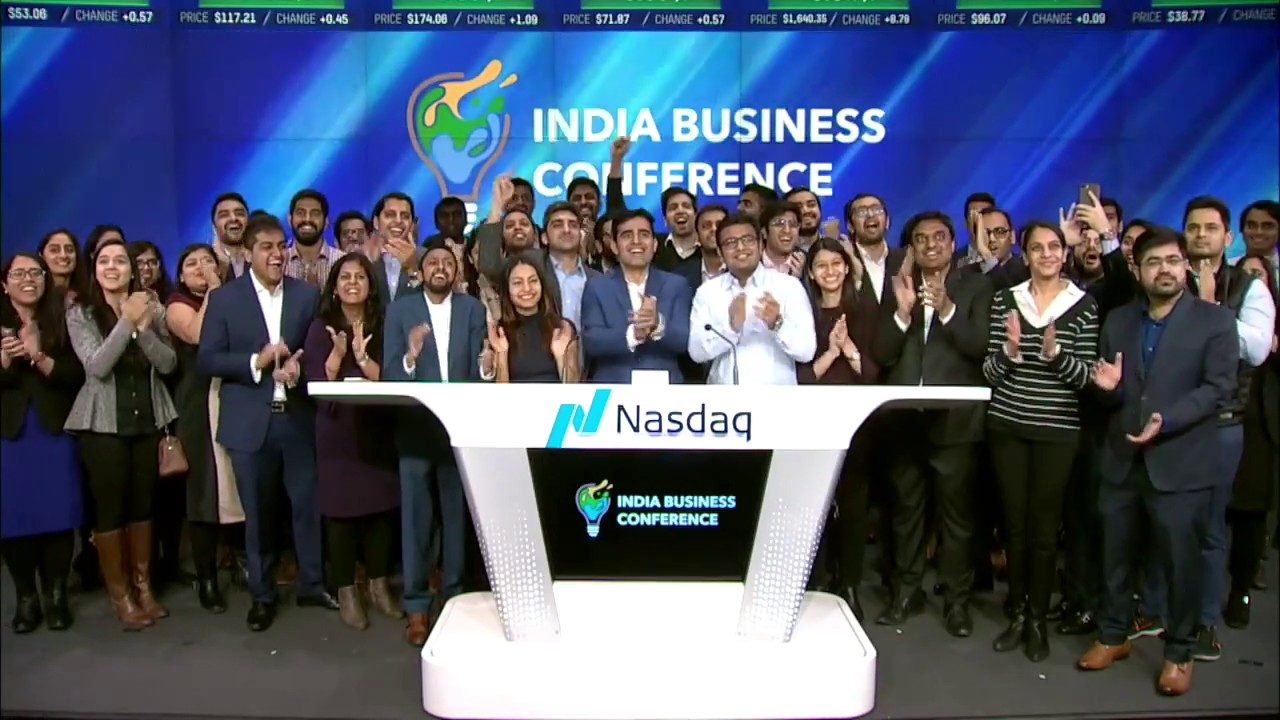 $53.06 / CHANGE +0.57 PRICE $117.21 / CHANGE +0.45 PRICE $174.06 / CHANGE +1.09 PRICE $71.87 / CHANGE +0.57 PRICE $1,640.35 / CHANGE +8.79 PRICE $96.07 / CHANGE +0.09 PRICE $38.77 / CHANGE
INDIA BUSINESS
CONFERENCE
Nasdaq
INDIA BUSINESS
CONFERENCE